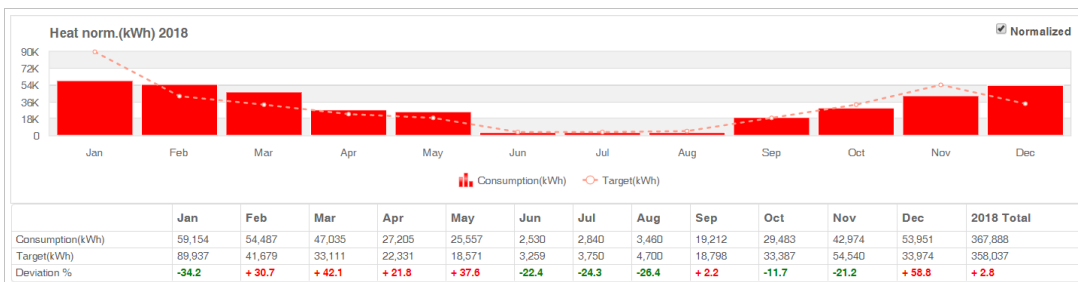 Heat norm.(kWh) 2018
Normalized
90K
72K
54K
36K
18K
0
Jan Feb Mar Apr May Jun Jul Aug Sep Oct Nov Dec
Consumption(kWh) Target(kWh)
Jan Feb Mar Apr May Jun Jul Aug Sep Oct Nov Dec 2018 Total
Consumption(kWh) 59,154 54,487 47,035 27,205 25,557 2,530 2,840 3,460 19,212 29,483 42,974 53,951 367,888
Target(kWh) 89,937 41,679 33,111 22,331 18,571 3,259 3,750 4,700 18,798 33,387 54,540 33,974 358,037
Deviation % -34.2 + 30.7 + 42.1 + 21.8 + 37.6 -22.4 -24.3 -26.4 + 2.2 -11.7 -21.2 + 58.8 + 2.8